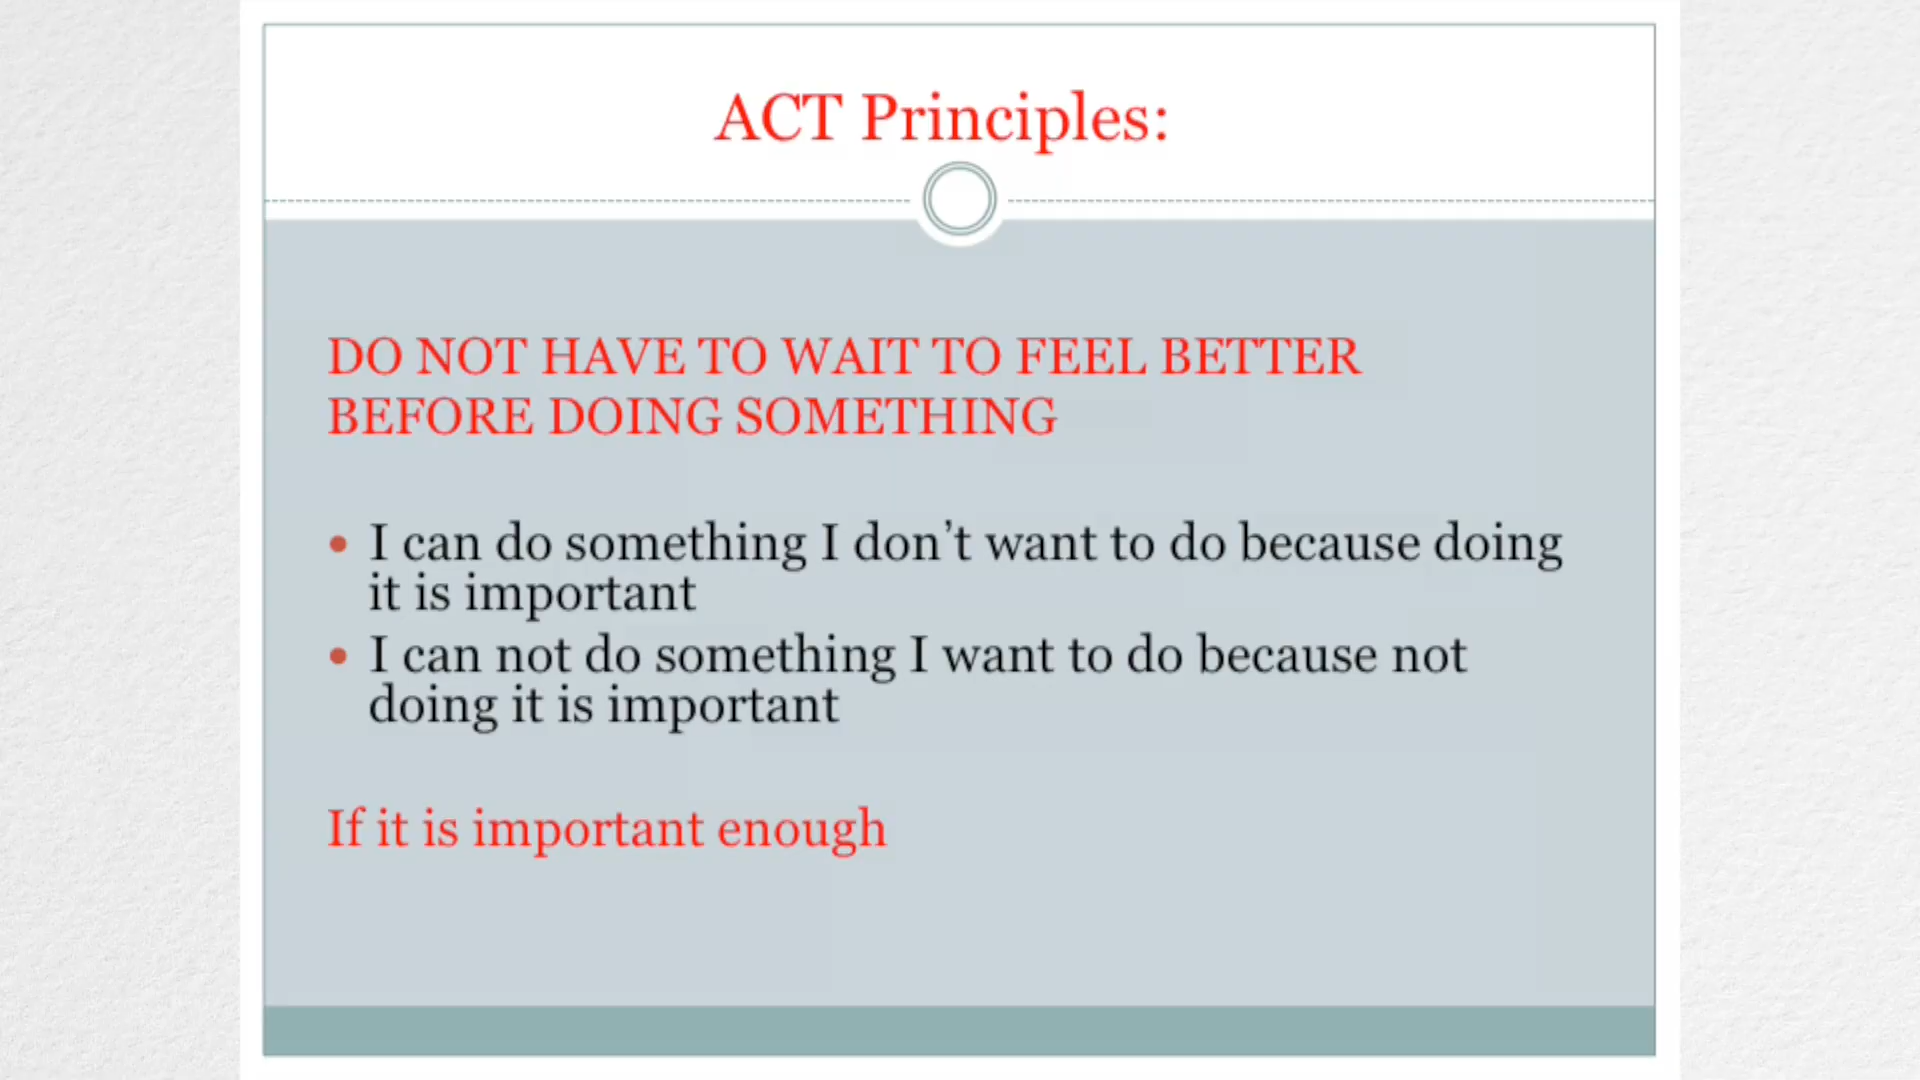 ACT Principles:
DO NOT HAVE TO WAIT TO FEEL BETTER
BEFORE DOING SOMETHING
• I can do something I don't want to do because doing
it is important
• I can not do something I want to do because not
doing it is important
If it is important enough